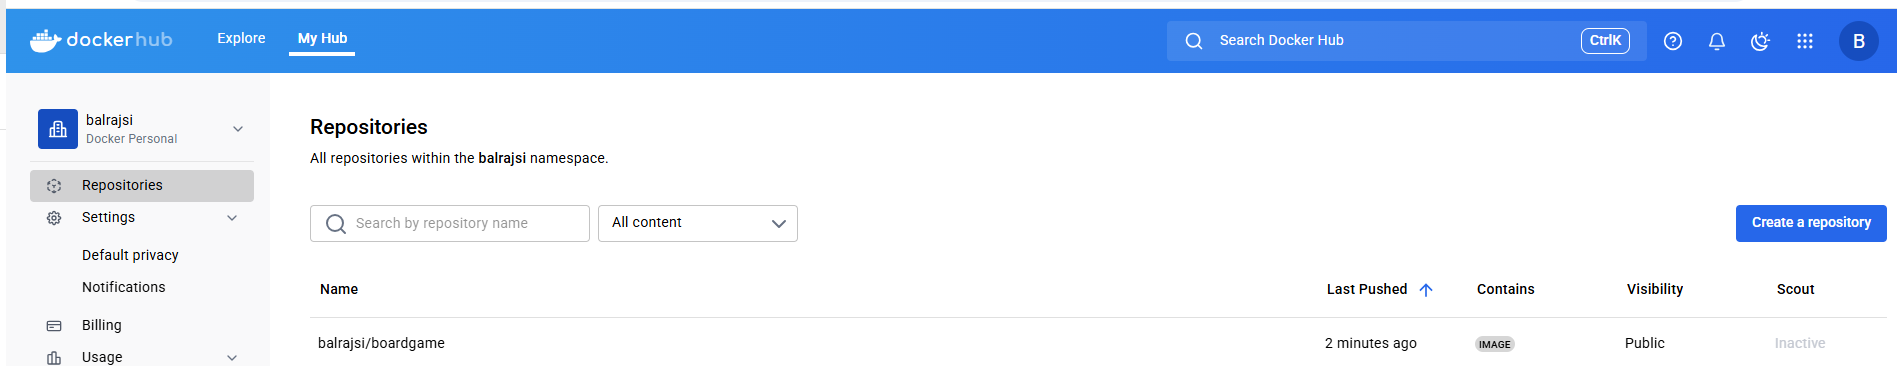 dockerhub Explore My Hub Search Docker Hub CtrlK B
balrajsi
Docker Personal
Repositories
Settings
Default privacy
Notifications
Billing
Usage
Repositories
All repositories within the balrajsi namespace.
Search by repository name All content Create a repository
Name Last Pushed Contains Visibility Scout
balrajsi/boardgame 2 minutes ago IMAGE Public Inactive